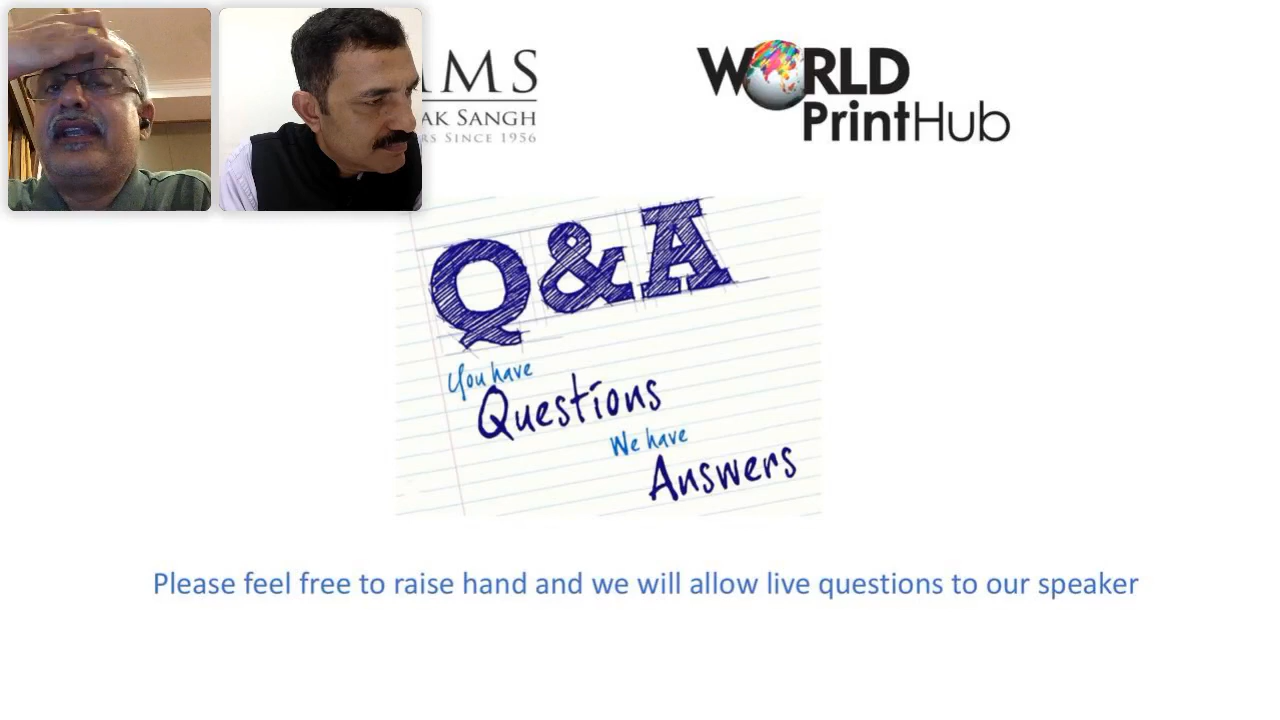 MS
AK SANGH
RS SINCE 1956
WORLD
PrintHub
Q&A
You have
Questions
We have
Answers
Please feel free to raise hand and we will allow live questions to our speaker